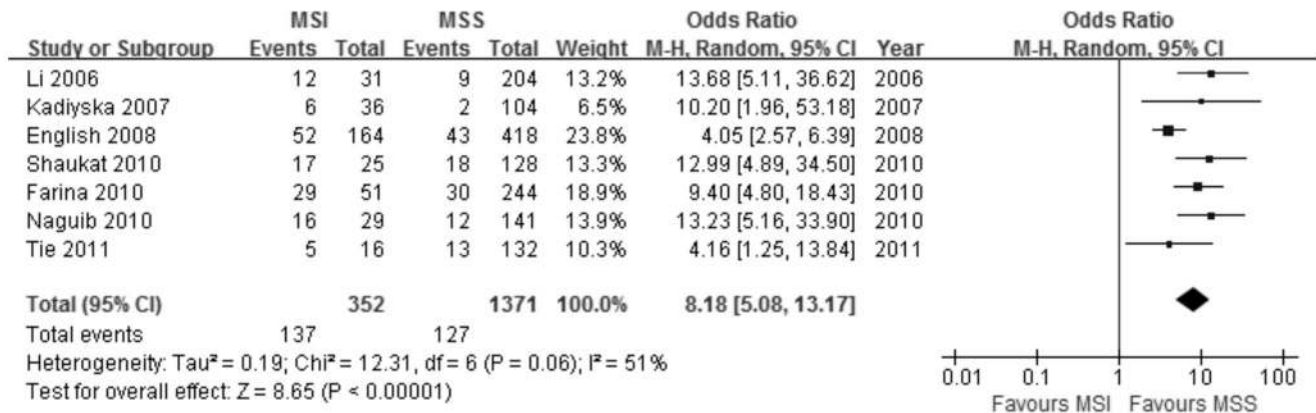 MSI MSS Odds Ratio Odds Ratio
Study or Subgroup Events Total Events Total Weight M-H, Random, 95% CI Year M-H, Random, 95% CI
Li 2006 12 31 9 204 13.2% 13.68 [5.11, 36.62] 2006
Kadiyska 2007 6 36 2 104 6.5% 10.20 [1.96, 53.18] 2007
English 2008 52 164 43 418 23.8% 4.05 [2.57, 6.39] 2008
Shaukat 2010 17 25 18 128 13.3% 12.99 [4.89, 34.50] 2010
Farina 2010 29 51 30 244 18.9% 9.40 [4.80, 18.43] 2010
Naguib 2010 16 29 12 141 13.9% 13.23 [5.16, 33.90] 2010
Tie 2011 5 16 13 132 10.3% 4.16 [1.25, 13.84] 2011
Total (95% CI) 352 1371 100.0% 8.18 [5.08, 13.17]
Total events 137 127
Heterogeneity: Tau² = 0.19; Chi² = 12.31, df = 6 (P = 0.06); I² = 51%
Test for overall effect: Z = 8.65 (P < 0.00001)
0.01 0.1 1 10 100
Favours MSI Favours MSS